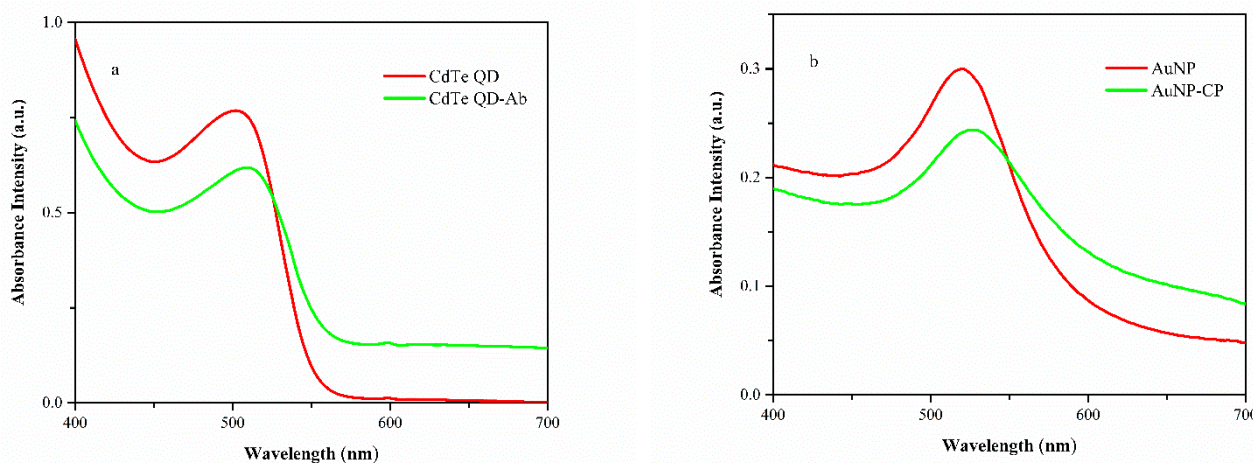 a
CdTe QD
CdTe QD-Ab
Absorbance Intensity (a.u.)
1.0
0.5
0.0
400
500
600
700
Wavelength (nm)
b
AuNP
AuNP-CP
Absorbance Intensity (a.u.)
0.3
0.2
0.1
0.0
400
500
600
700
Wavelength (nm)